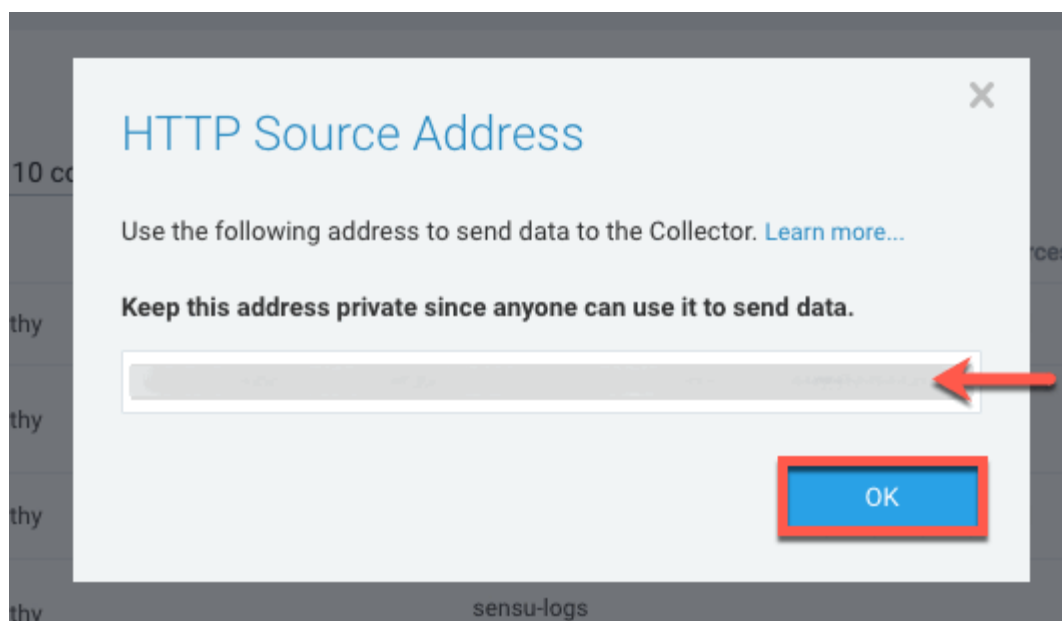 HTTP Source Address
10 co
Use the following address to send data to the Collector. Learn more...
rces
Keep this address private since anyone can use it to send data.
thy
thy
OK
thy
thy
sensu-logs